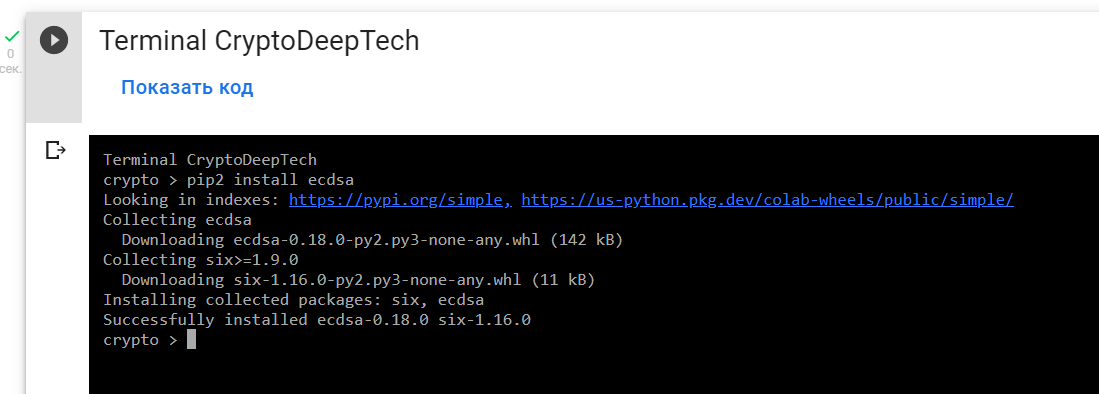 Terminal CryptoDeepTech
0
сек.
Показать код
Terminal CryptoDeepTech
crypto > pip2 install ecdsa
Looking in indexes: https://pypi.org/simple, https://us-python.pkg.dev/colab-wheels/public/simple/
Collecting ecdsa
  Downloading ecdsa-0.18.0-py2.py3-none-any.whl (142 kB)
Collecting six>=1.9.0
  Downloading six-1.16.0-py2.py3-none-any.whl (11 kB)
Installing collected packages: six, ecdsa
Successfully installed ecdsa-0.18.0 six-1.16.0
crypto >